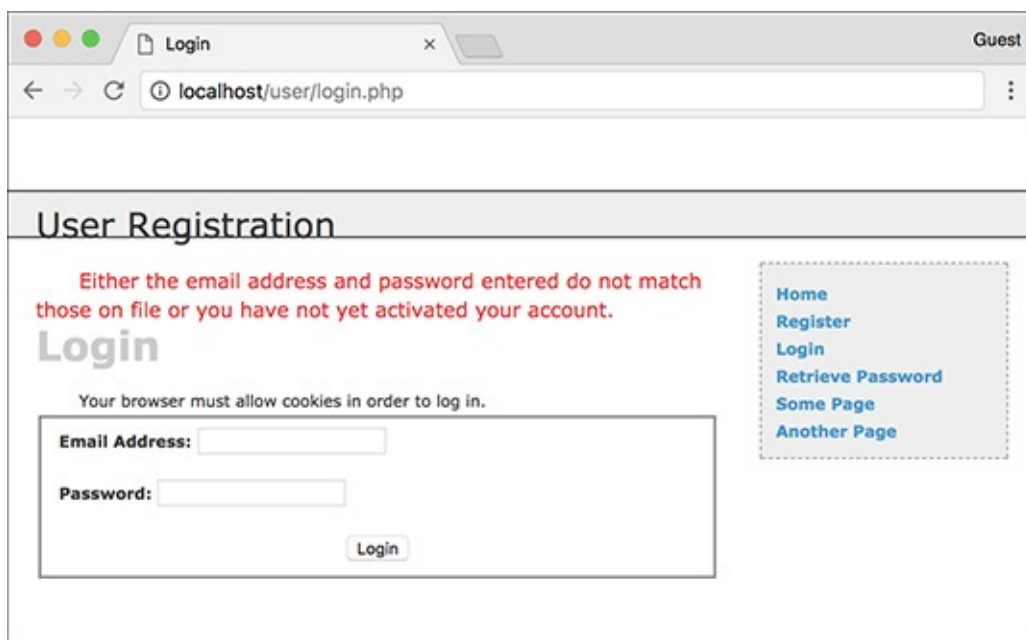 Login
Guest
localhost/user/login.php
User Registration
Either the email address and password entered do not match
those on file or you have not yet activated your account.
Login
Your browser must allow cookies in order to log in.
Email Address:
Password:
Login
Home
Register
Login
Retrieve Password
Some Page
Another Page